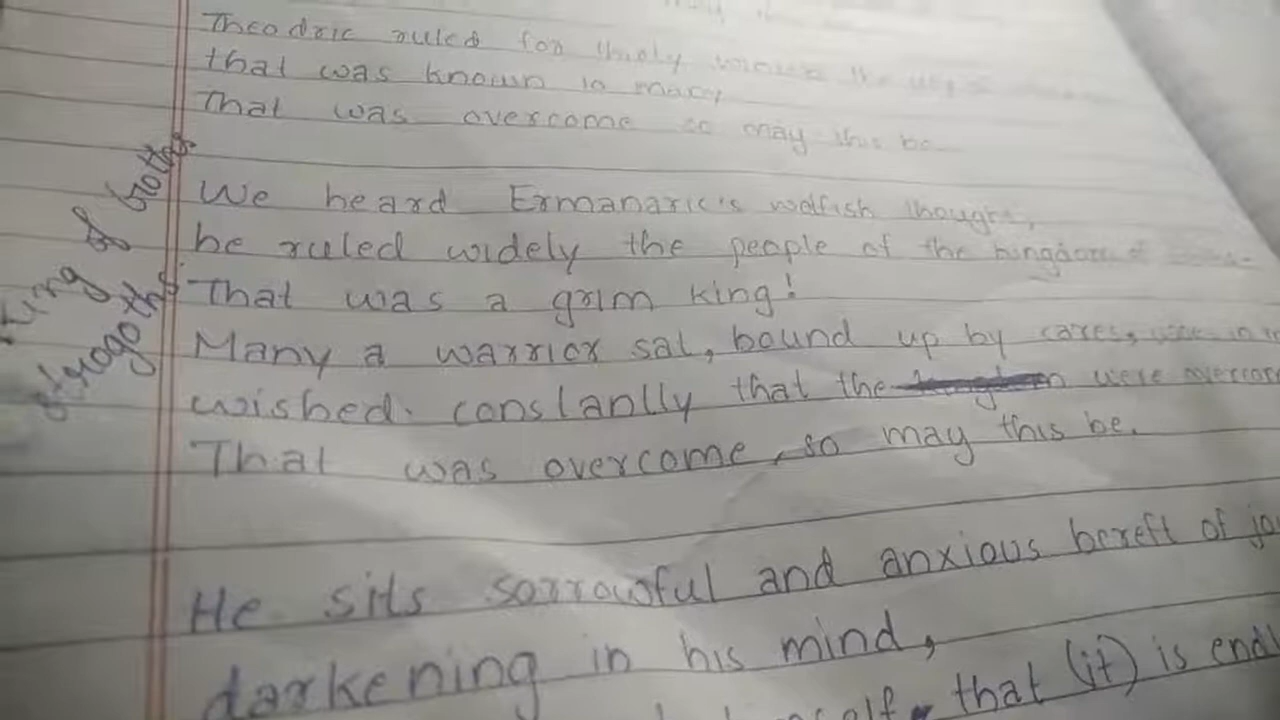 Theodric ruled for thirty
that was known to many
That was overcome so may this be
We heard Ermanaric's wolfish thought,
he ruled widely the people of the kingdom of
That was a grim king!
Many a warrior sat, bound up by cares,
wished. constantly that the were overcome
That was overcome, so may this be.
He sits sorrowful and anxious bereft of
darkening in his mind,
that (it) is
King of Goths